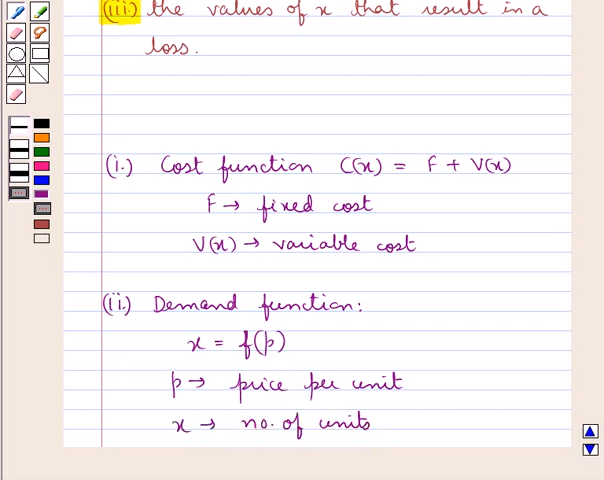 (iii.) the values of x that result in a
loss.
(i.) Cost function C(x) = F + V(x)
F → fixed cost
V(x) → variable cost
(ii.) Demand function:
x = f(p)
p → price per unit
x → no. of units